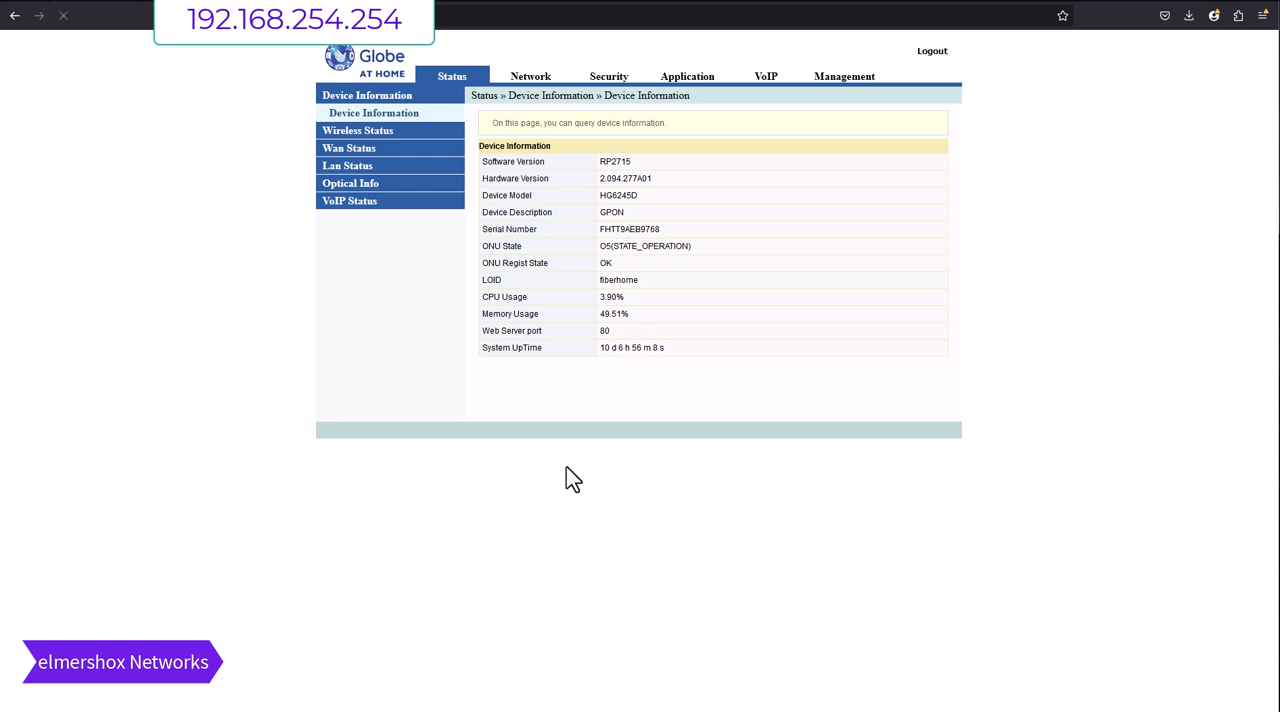 192.168.254.254
Globe
AT HOME
Logout
Status Network Security Application VoIP Management
Device Information
Device Information
Wireless Status
Wan Status
Lan Status
Optical Info
VoIP Status
Status » Device Information » Device Information
On this page, you can query device information.
Device Information
Software Version RP2715
Hardware Version 2.094.277A01
Device Model HG6245D
Device Description GPON
Serial Number FHTT9AEB9768
ONU State O5(STATE_OPERATION)
ONU Regist State OK
LOID fiberhome
CPU Usage 3.90%
Memory Usage 49.51%
Web Server port 80
System UpTime 10 d 6 h 56 m 8 s
elmershox Networks